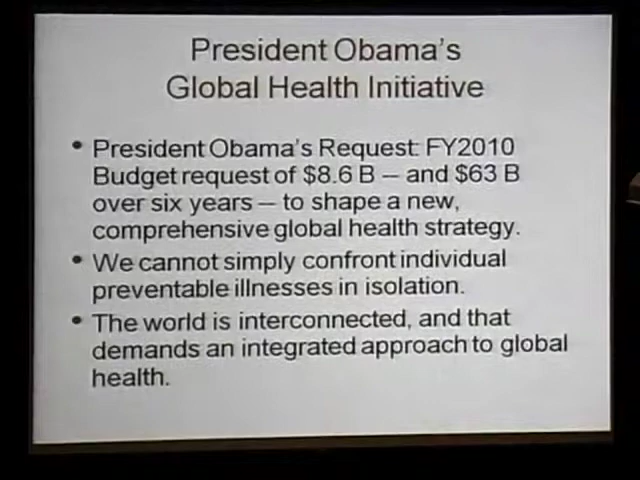 President Obama's
Global Health Initiative
• President Obama's Request: FY2010
Budget request of $8.6 B – and $63 B
over six years – to shape a new,
comprehensive global health strategy.
• We cannot simply confront individual
preventable illnesses in isolation.
• The world is interconnected, and that
demands an integrated approach to global
health.